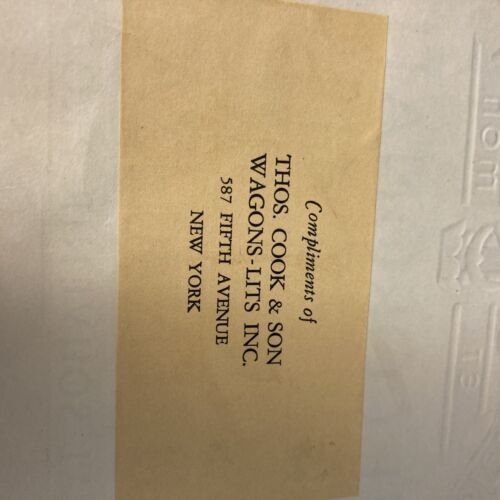 Compliments of
THOS. COOK & SON
WAGONS-LITS INC.
587 FIFTH AVENUE
NEW YORK